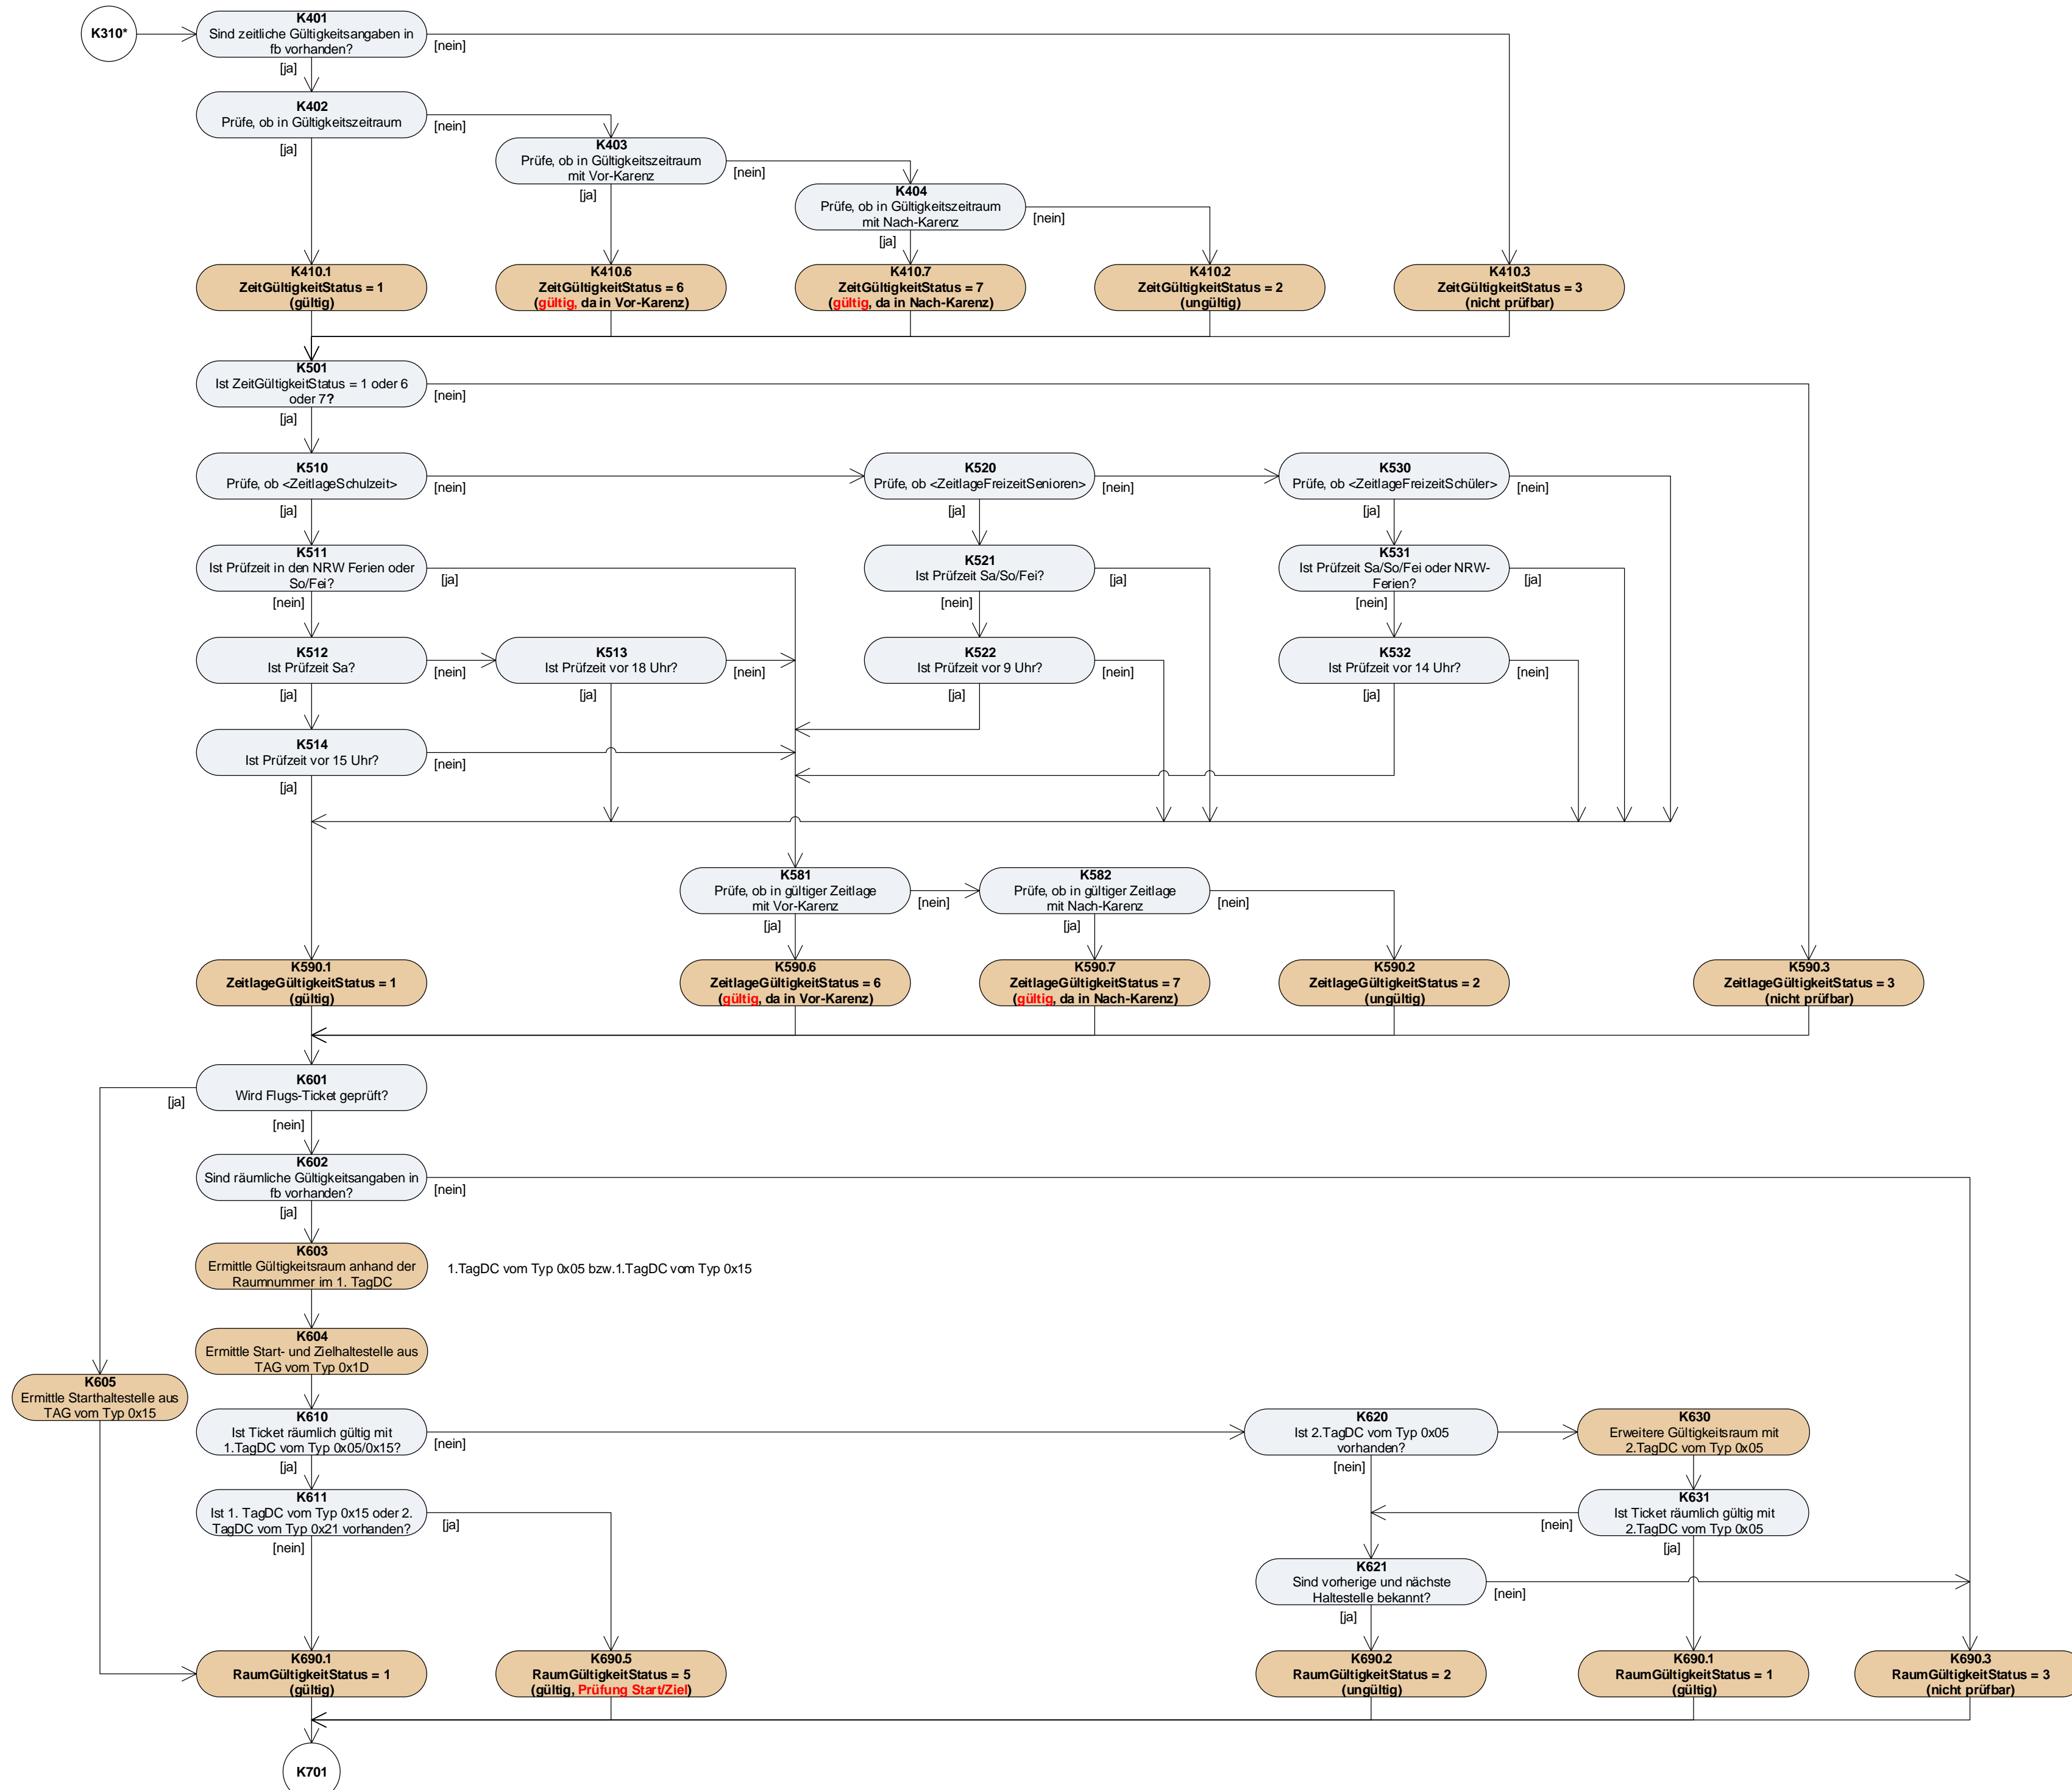 K310*
K401
Sind zeitliche Gültigkeitsangaben in
fb vorhanden?
[nein]
[ja]
K402
Prüfe, ob in Gültigkeitszeitraum
[nein]
[ja]
K403
Prüfe, ob in Gültigkeitszeitraum
mit Vor-Karenz
[nein]
[ja]
K404
Prüfe, ob in Gültigkeitszeitraum
mit Nach-Karenz
[nein]
[ja]
K410.1
ZeitGültigkeitStatus = 1
(gültig)
K410.6
ZeitGültigkeitStatus = 6
(gültig, da in Vor-Karenz)
K410.7
ZeitGültigkeitStatus = 7
(gültig, da in Nach-Karenz)
K410.2
ZeitGültigkeitStatus = 2
(ungültig)
K410.3
ZeitGültigkeitStatus = 3
(nicht prüfbar)
K501
Ist ZeitGültigkeitStatus = 1 oder 6
oder 7?
[nein]
[ja]
K510
Prüfe, ob <ZeitlageSchulzeit>
[nein]
[ja]
K520
Prüfe, ob <ZeitlageFreizeitSenioren>
[nein]
[ja]
K530
Prüfe, ob <ZeitlageFreizeitSchüler>
[nein]
[ja]
K511
Ist Prüfzeit in den NRW Ferien oder
So/Fei?
[ja]
[nein]
K521
Ist Prüfzeit Sa/So/Fei?
[ja]
[nein]
K531
Ist Prüfzeit Sa/So/Fei oder NRW-
Ferien?
[ja]
[nein]
K512
Ist Prüfzeit Sa?
[nein]
[ja]
K513
Ist Prüfzeit vor 18 Uhr?
[nein]
[ja]
K522
Ist Prüfzeit vor 9 Uhr?
[nein]
[ja]
K532
Ist Prüfzeit vor 14 Uhr?
[nein]
[ja]
K514
Ist Prüfzeit vor 15 Uhr?
[nein]
[ja]
K581
Prüfe, ob in gültiger Zeitlage
mit Vor-Karenz
[nein]
[ja]
K582
Prüfe, ob in gültiger Zeitlage
mit Nach-Karenz
[nein]
[ja]
K590.1
ZeitlageGültigkeitStatus = 1
(gültig)
K590.6
ZeitlageGültigkeitStatus = 6
(gültig, da in Vor-Karenz)
K590.7
ZeitlageGültigkeitStatus = 7
(gültig, da in Nach-Karenz)
K590.2
ZeitlageGültigkeitStatus = 2
(ungültig)
K590.3
ZeitlageGültigkeitStatus = 3
(nicht prüfbar)
K601
Wird Flugs-Ticket geprüft?
[ja]
[nein]
K602
Sind räumliche Gültigkeitsangaben in
fb vorhanden?
[nein]
[ja]
K603
Ermittle Gültigkeitsraum anhand der
Raumnummer im 1. TagDC
1.TagDC vom Typ 0x05 bzw.1.TagDC vom Typ 0x15
K604
Ermittle Start- und Zielhaltestelle aus
TAG vom Typ 0x1D
K605
Ermittle Starthaltestelle aus
TAG vom Typ 0x15
K610
Ist Ticket räumlich gültig mit
1.TagDC vom Typ 0x05/0x15?
[nein]
[ja]
K620
Ist 2.TagDC vom Typ 0x05
vorhanden?
[nein]
K630
Erweitere Gültigkeitsraum mit
2.TagDC vom Typ 0x05
K611
Ist 1. TagDC vom Typ 0x15 oder 2.
TagDC vom Typ 0x21 vorhanden?
[ja]
[nein]
K631
Ist Ticket räumlich gültig mit
2.TagDC vom Typ 0x05
[nein]
[ja]
K621
Sind vorherige und nächste
Haltestelle bekannt?
[nein]
[ja]
K690.1
RaumGültigkeitStatus = 1
(gültig)
K690.5
RaumGültigkeitStatus = 5
(gültig, Prüfung Start/Ziel)
K690.2
RaumGültigkeitStatus = 2
(ungültig)
K690.1
RaumGültigkeitStatus = 1
(gültig)
K690.3
RaumGültigkeitStatus = 3
(nicht prüfbar)
K701